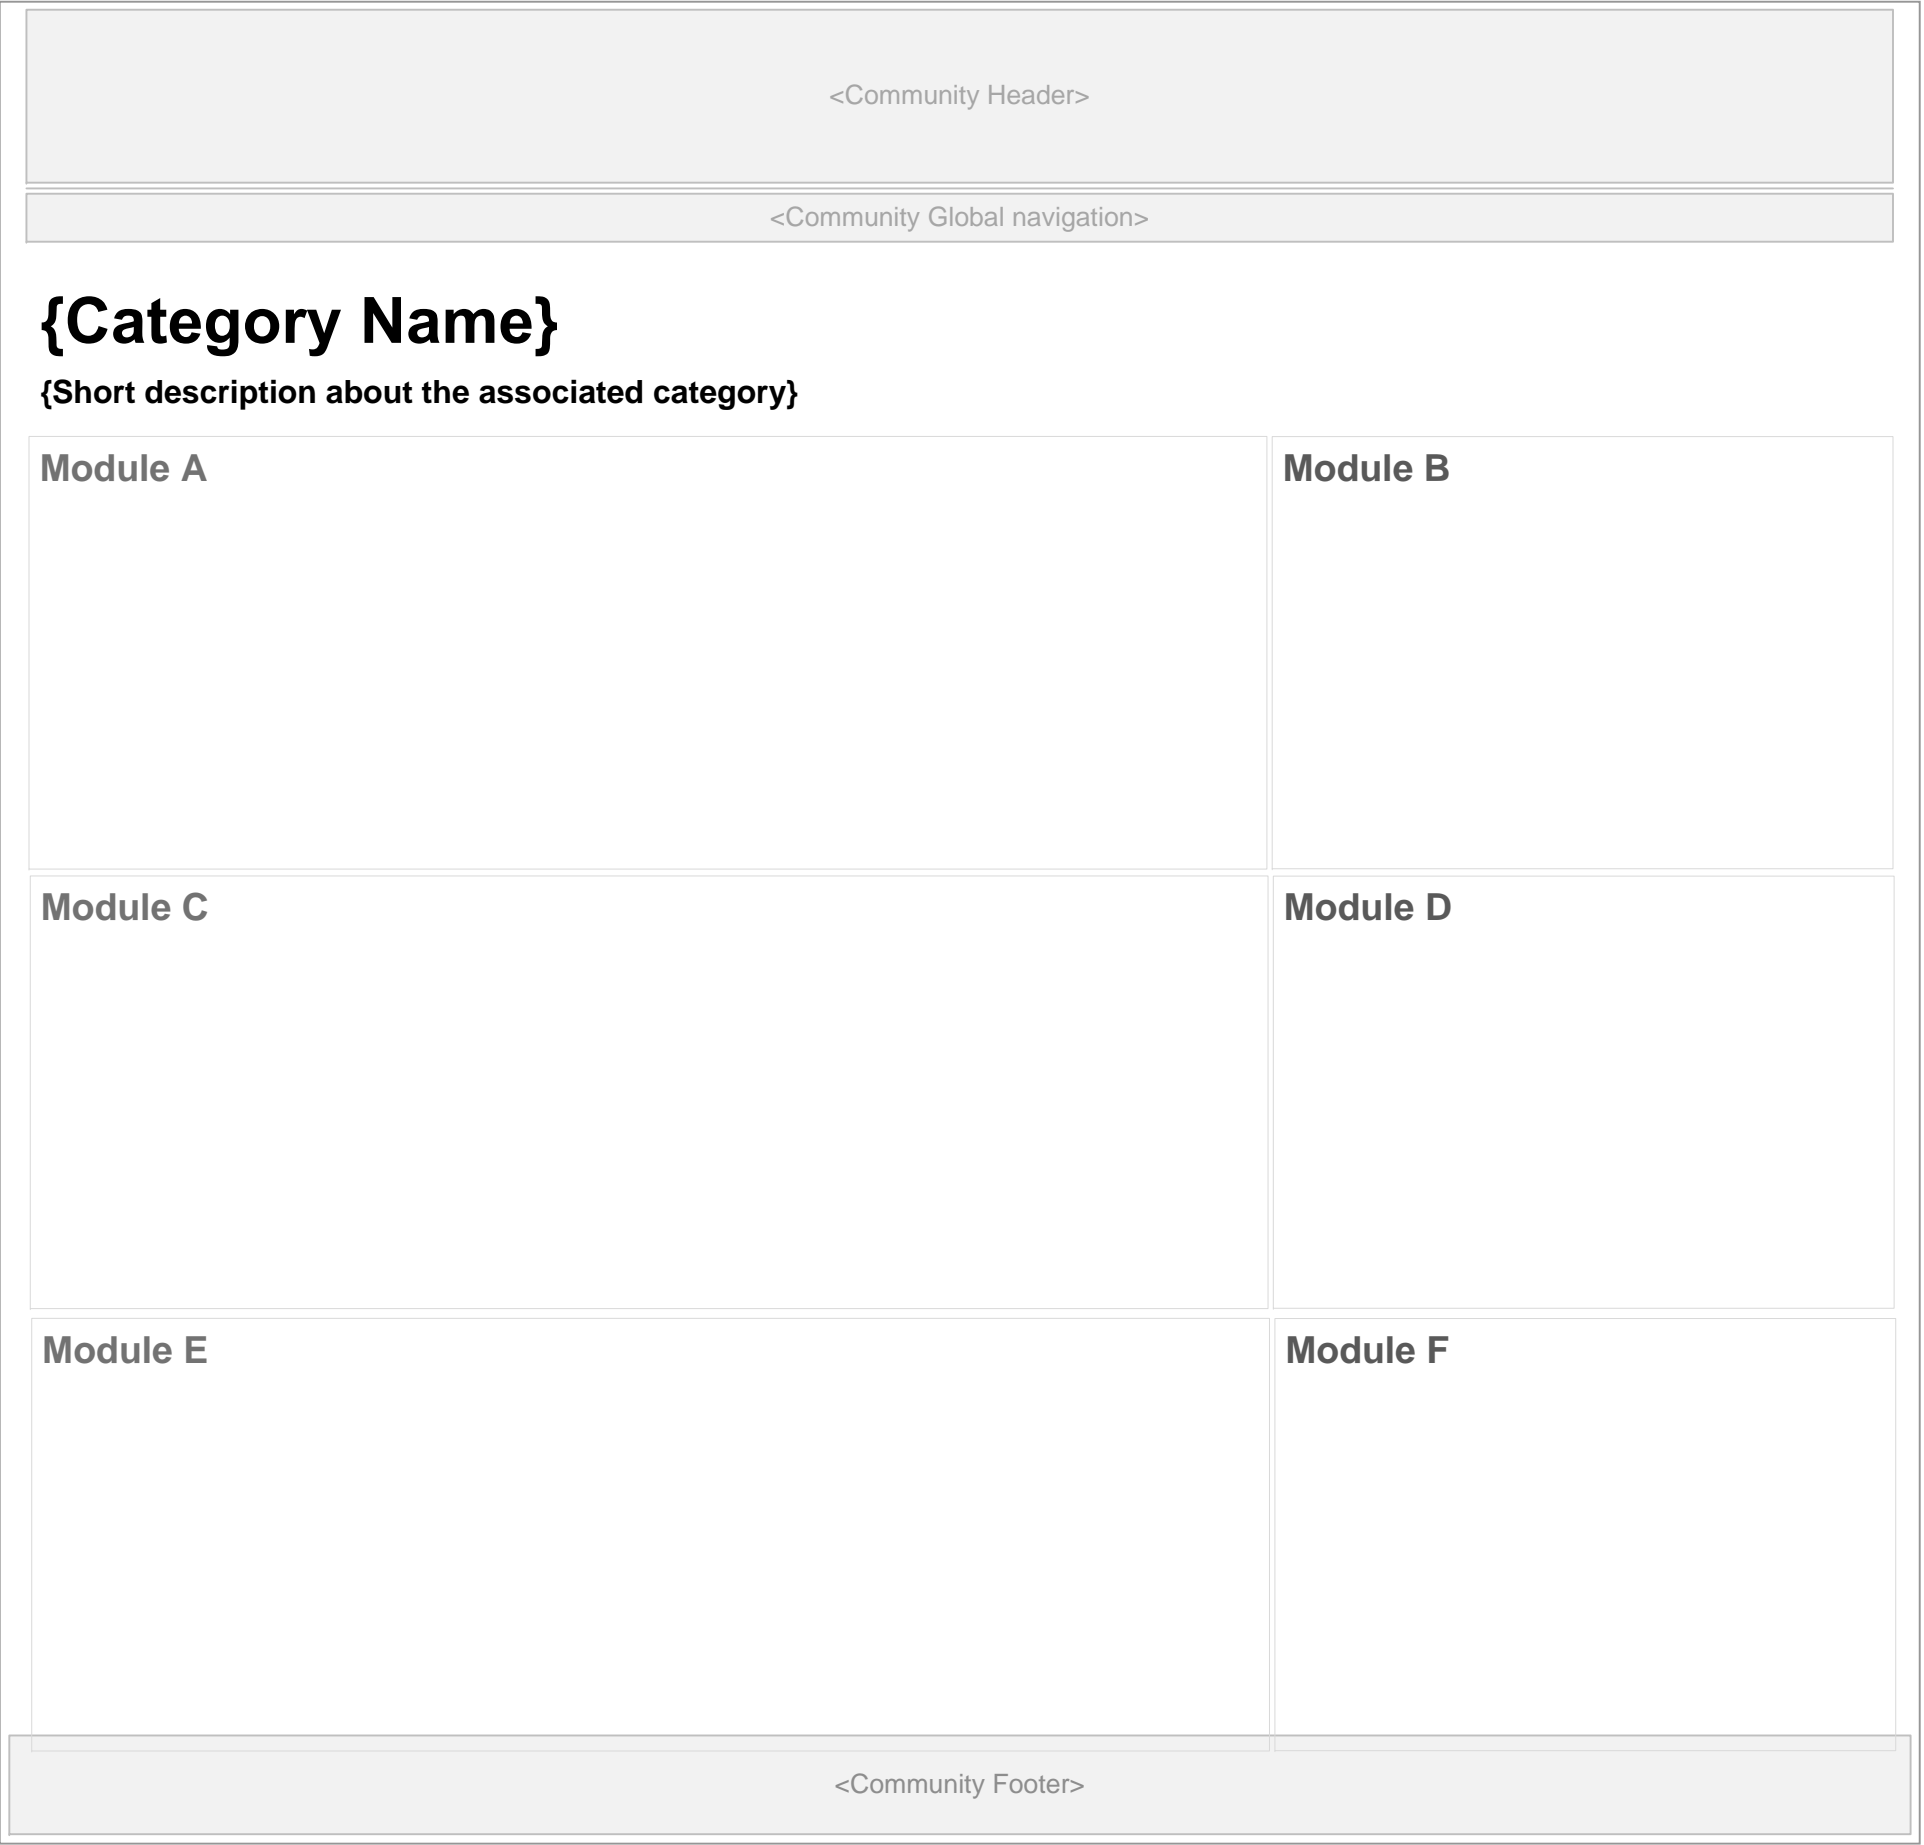 <Community Header>
<Community Global navigation>
{Category Name}
{Short description about the associated category}
Module A
Module B
Module C
Module D
Module E
Module F
<Community Footer>